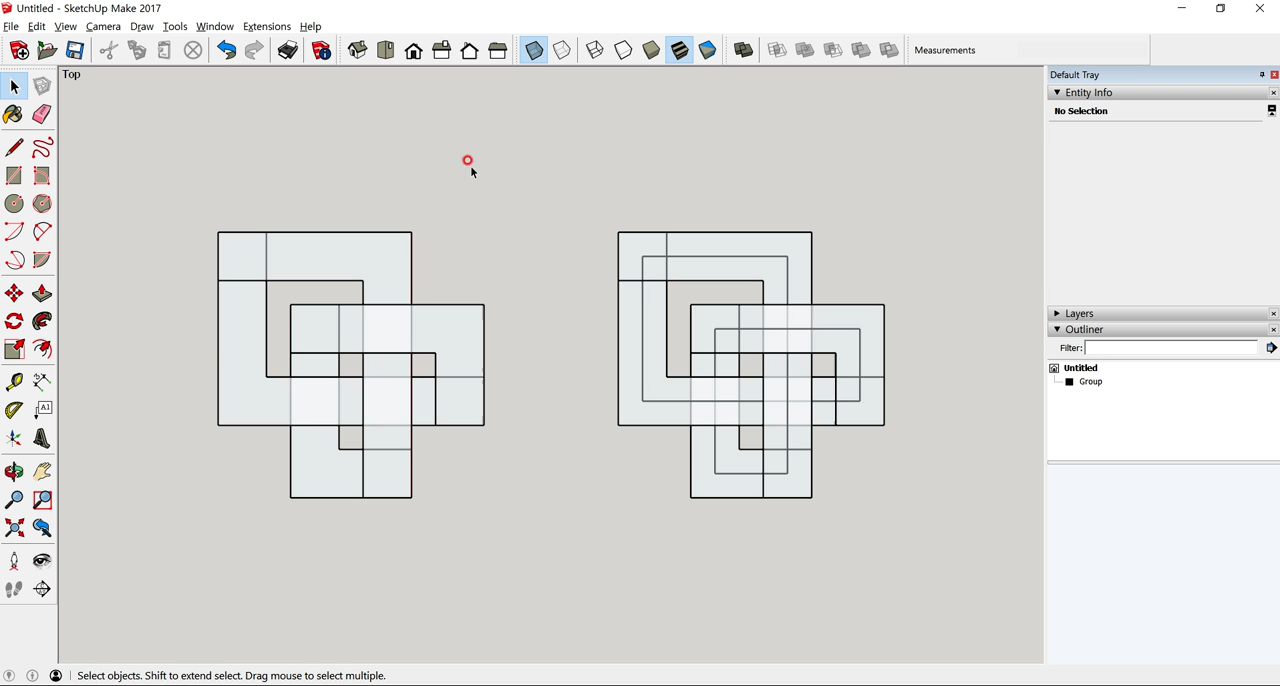 Untitled - SketchUp Make 2017
File Edit View Camera Draw Tools Window Extensions Help
Measurements
Top
Default Tray
Entity Info
No Selection
Layers
Outliner
Filter:
Untitled
Group
A1
Select objects. Shift to extend select. Drag mouse to select multiple.